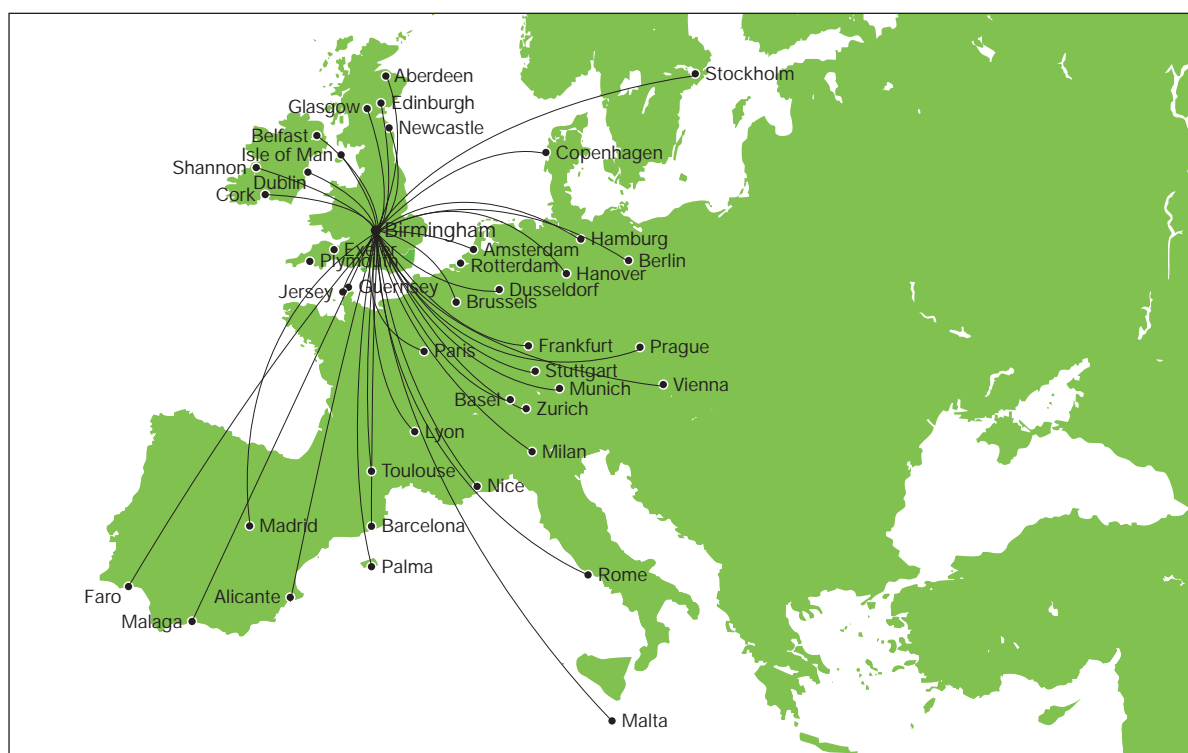 Stockholm
Aberdeen
Edinburgh
Glasgow
Newcastle
Belfast
Isle of Man
Copenhagen
Shannon
Dublin
Cork
Birmingham
Hamburg
Exeter
Amsterdam
Plymouth
Rotterdam
Berlin
Hanover
Guernsey
Jersey
Dusseldorf
Brussels
Paris
Frankfurt
Prague
Stuttgart
Munich
Vienna
Basel
Zurich
Lyon
Milan
Toulouse
Nice
Madrid
Barcelona
Palma
Rome
Faro
Alicante
Malaga
Malta